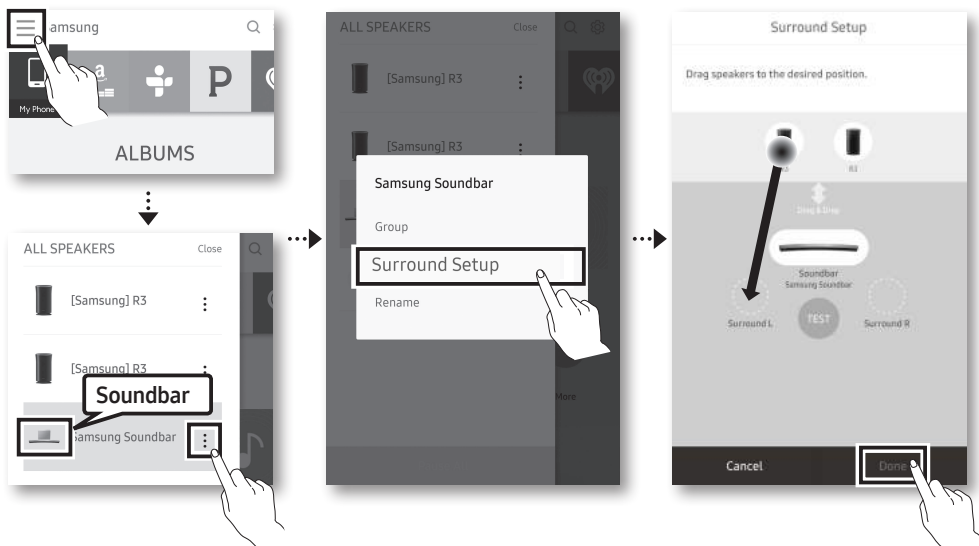 amsung
a
P
My Phone
ALBUMS
ALL SPEAKERS Close
[Samsung] R3
[Samsung] R3
Soundbar
amsung Soundbar
ALL SPEAKERS Close
[Samsung] R3
[Samsung] R3
Samsung Soundbar
Group
Surround Setup
Rename
More
Surround Setup
Drag speakers to the desired position.
R3
R3
Drag & Drop
Soundbar
Samsung Soundbar
Surround L
TEST
Surround R
Cancel
Done